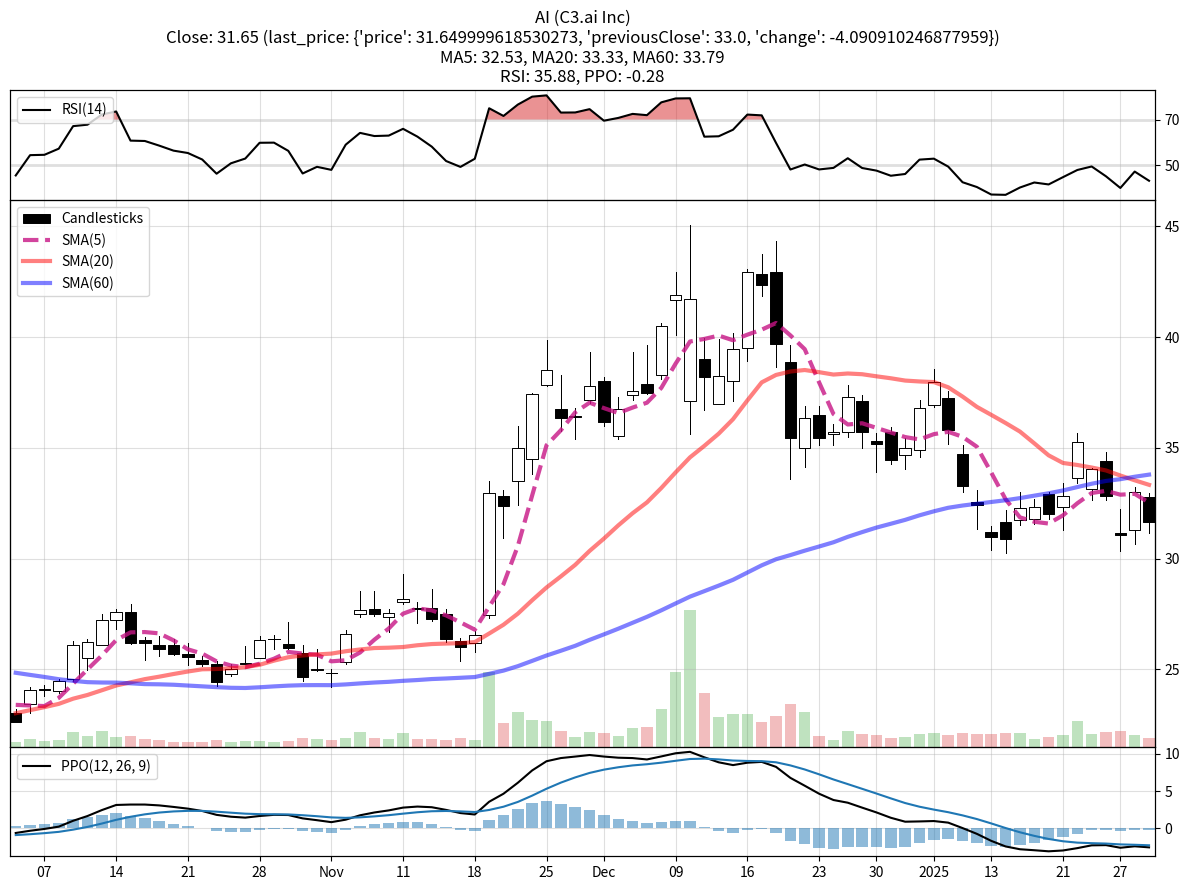 AI (C3.ai Inc)
Close: 31.65 (last_price: {'price': 31.649999618530273, 'previousClose': 33.0, 'change': -4.090910246877959})
MA5: 32.53, MA20: 33.33, MA60: 33.79
RSI: 35.88, PPO: -0.28
RSI(14)
70
50
Candlesticks
SMA(5)
SMA(20)
SMA(60)
45
40
35
30
25
PPO(12, 26, 9)
10
5
0
07 14 21 28 Nov 11 18 25 Dec 09 16 23 30 2025 13 21 27